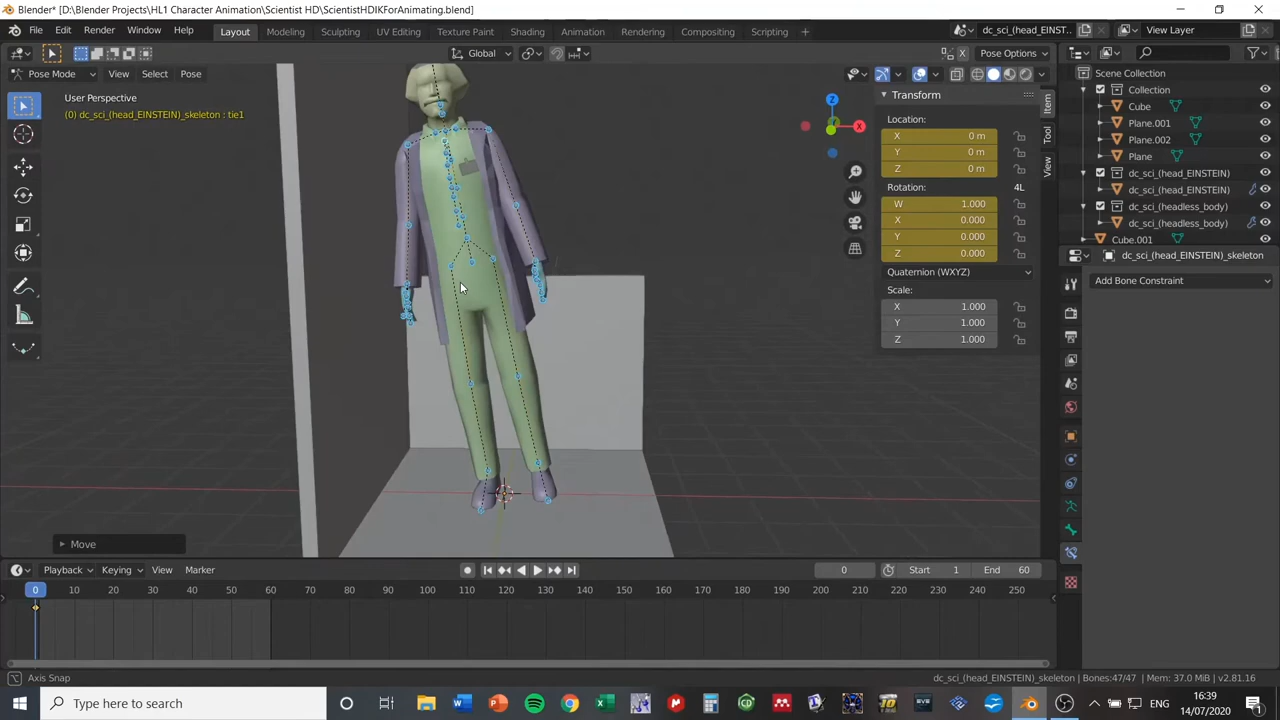 Blender* [D:\Blender Projects\HL1 Character Animation\Scientist HD\ScientistHDIKForAnimating.blend]
File Edit Render Window Help Layout Modeling Sculpting UV Editing Texture Paint Shading Animation Rendering Compositing Scripting + dc_sci_(head_EINST... View Layer
Global Pose Options
Pose Mode View Select Pose
User Perspective
(0) dc_sci_(head_EINSTEIN)_skeleton : tie1
Z
X
Transform
Location:
X 0 m
Y 0 m
Z 0 m
Rotation: 4L
W 1.000
X 0.000
Y 0.000
Z 0.000
Quaternion (WXYZ)
Scale:
X 1.000
Y 1.000
Z 1.000
Item
Tool
View
Scene Collection
Collection
Cube
Plane.001
Plane.002
Plane
dc_sci_(head_EINSTEIN)
dc_sci_(head_EINSTEIN)
dc_sci_(headless_body)
dc_sci_(headless_body)
Cube.001
dc_sci_(head_EINSTEIN)_skeleton
Add Bone Constraint
Move
Playback Keying View Marker 0 Start 1 End 60
0 10 20 30 40 50 60 70 80 90 100 110 120 130 140 150 160 170 180 190 200 210 220 230 240 250
Axis Snap dc_sci_(head_EINSTEIN)_skeleton | Bones:47/47 | Mem: 37.0 MiB | v2.81.16
Type here to search
ENG
16:39
14/07/2020